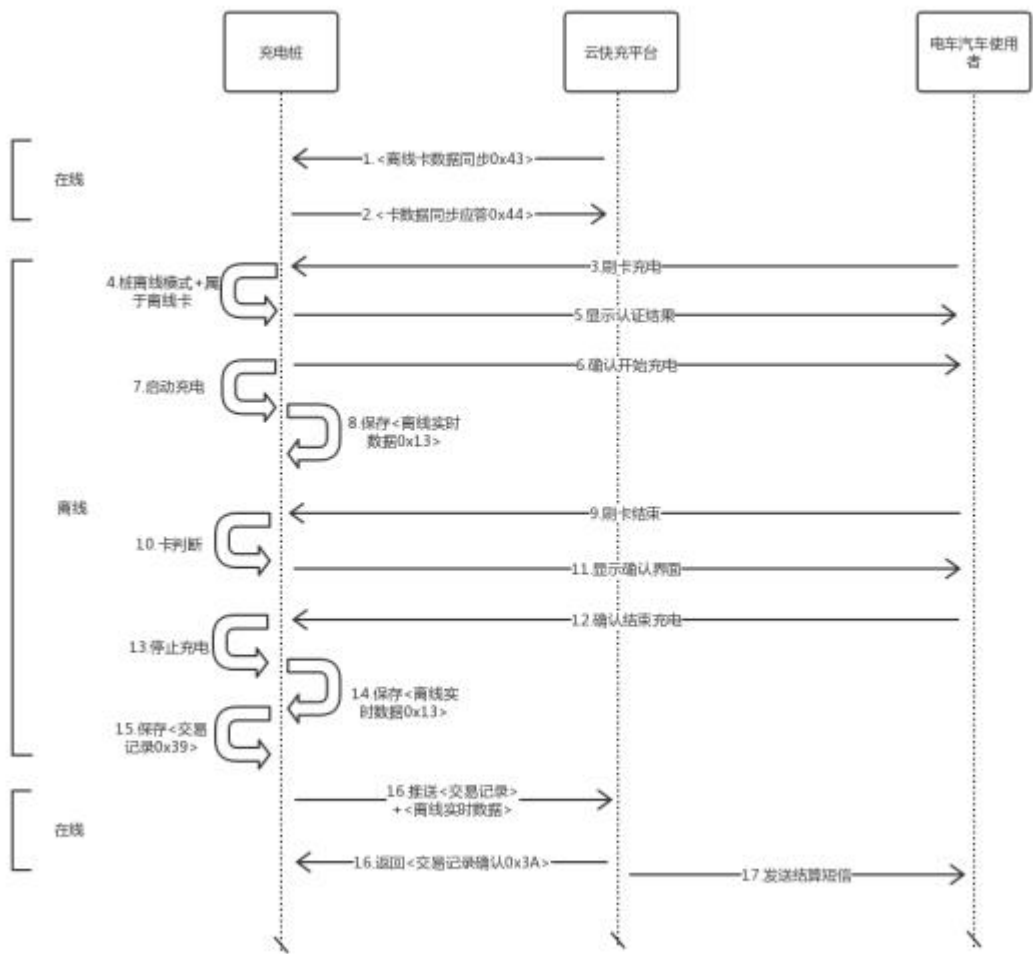 充电桩
云快充平台
电车汽车使用
者
1.<离线卡数据同步0x43>
在线
2.<卡数据同步应答0x44>
3.刷卡充电
4.桩离线模式+属
于离线卡
5.显示认证结果
6.确认开始充电
7.启动充电
8.保存<离线实时
数据0x13>
离线
9.刷卡结束
10.卡判断
11.显示确认界面
12.确认结束充电
13.停止充电
14.保存<离线实
时数据0x13>
15.保存<交易
记录0x39>
16.推送<交易记录>
+<离线实时数据>
在线
16.返回<交易记录确认0x3A>
17.发送结算短信